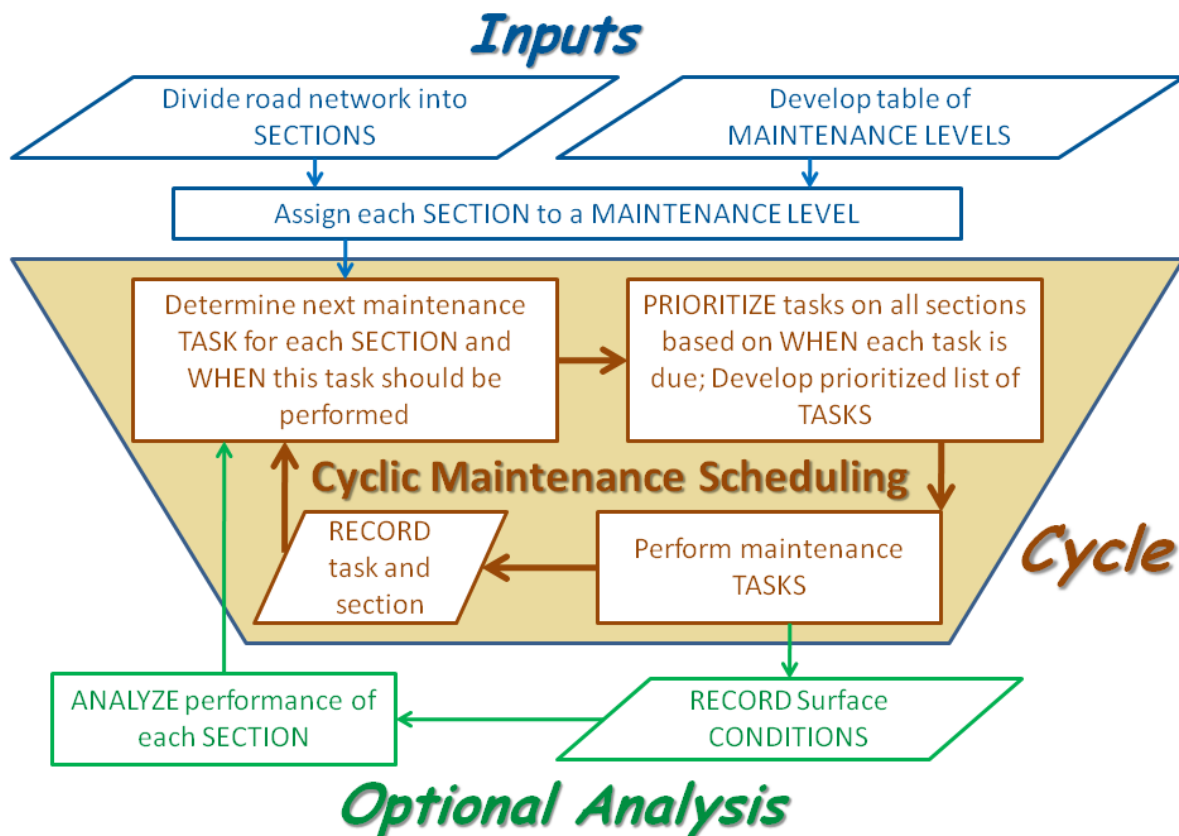 Inputs
Divide road network into
SECTIONS
Develop table of
MAINTENANCE LEVELS
Assign each SECTION to a MAINTENANCE LEVEL
Determine next maintenance
TASK for each SECTION and
WHEN this task should be
performed
PRIORITIZE tasks on all sections
based on WHEN each task is
due; Develop prioritized list of
TASKS
Cyclic Maintenance Scheduling
RECORD
task and
section
Perform maintenance
TASKS
Cycle
ANALYZE performance of
each SECTION
RECORD Surface
CONDITIONS
Optional Analysis